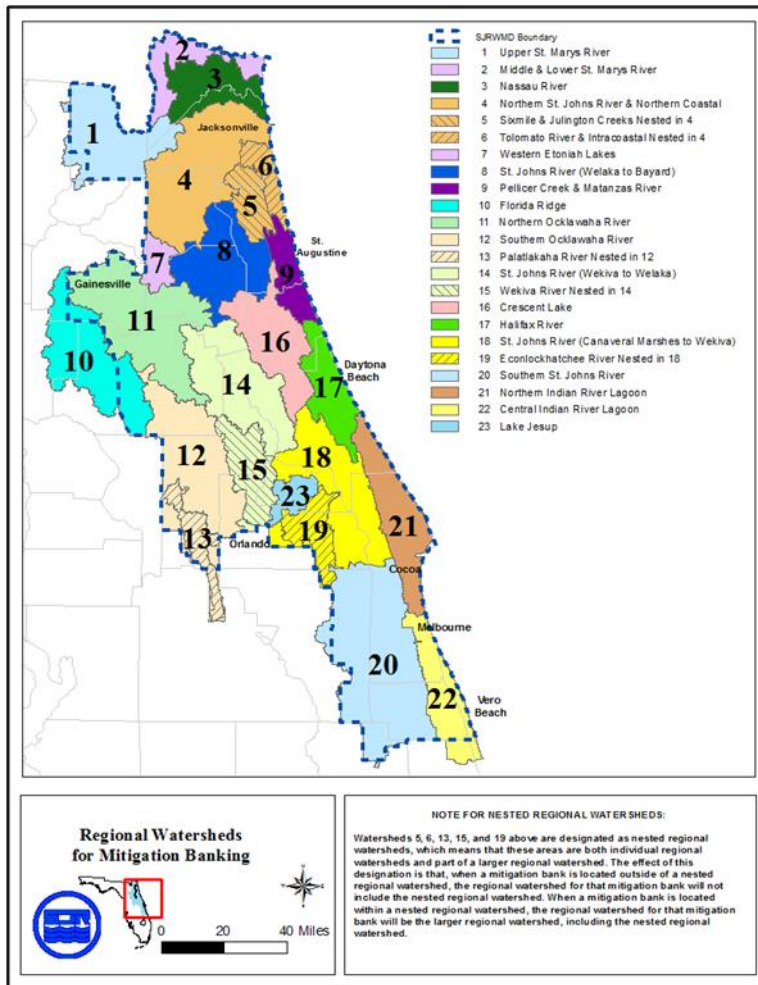 2
3
1
Jacksonville
4
6
5
St.
Augustine
8
7
9
Gainesville
11
16
10
Daytona
Beach
17
14
12
18
15
23
19
21
13
Orlando
Cocoa
Melbourne
20
22
Vero
Beach
SJRWMD Boundary
1 Upper St. Marys River
2 Middle & Lower St. Marys River
3 Nassau River
4 Northern St. Johns River & Northern Coastal
5 Sixmile & Julington Creeks Nested in 4
6 Tolomato River & Intracoastal Nested in 4
7 Western Etoniah Lakes
8 St. Johns River (Welaka to Bayard)
9 Pellicer Creek & Matanzas River
10 Florida Ridge
11 Northern Ocklawaha River
12 Southern Ocklawaha River
13 Palatlakaha River Nested in 12
14 St. Johns River (Wekiva to Welaka)
15 Wekiva River Nested in 14
16 Crescent Lake
17 Halifax River
18 St. Johns River (Canaveral Marshes to Wekiva)
19 Econlockhatchee River Nested in 18
20 Southern St. Johns River
21 Northern Indian River Lagoon
22 Central Indian River Lagoon
23 Lake Jesup
Regional Watersheds
for Mitigation Banking
0 20 40 Miles
NOTE FOR NESTED REGIONAL WATERSHEDS:
Watersheds 5, 6, 13, 15, and 19 above are designated as nested regional
watersheds, which means that these areas are both individual regional
watersheds and part of a larger regional watershed. The effect of this
designation is that, when a mitigation bank is located outside of a nested
regional watershed, the regional watershed for that mitigation bank will not
include the nested regional watershed. When a mitigation bank is located
within a nested regional watershed, the regional watershed for that mitigation
bank will be the larger regional watershed, including the nested regional
watershed.